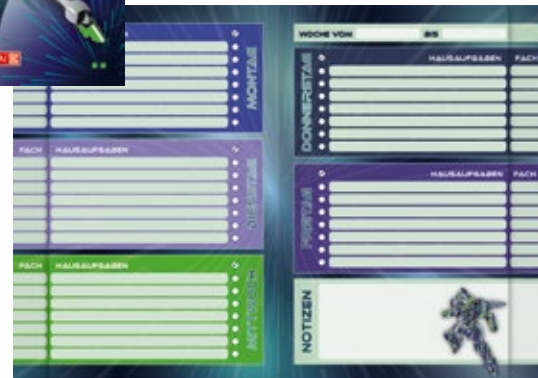 MONTAG
FACH HAUSAUFGABEN
DIENSTAG
FACH HAUSAUFGABEN
MITTWOCH
WOCHE VOM BIS
HAUSAUFGABEN FACH
DONNERSTAG
HAUSAUFGABEN FACH
FREITAG
NOTIZEN